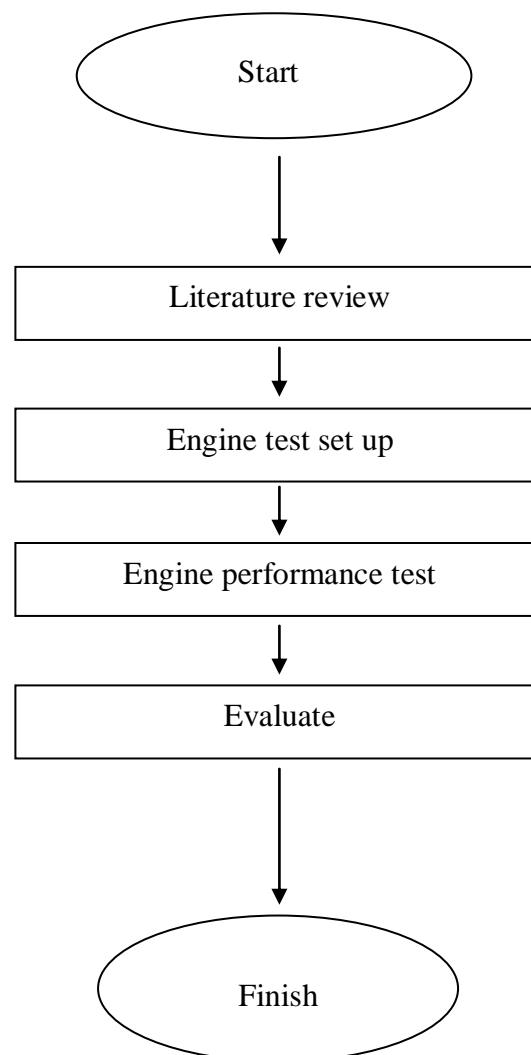 Start
Literature review
Engine test set up
Engine performance test
Evaluate
Finish